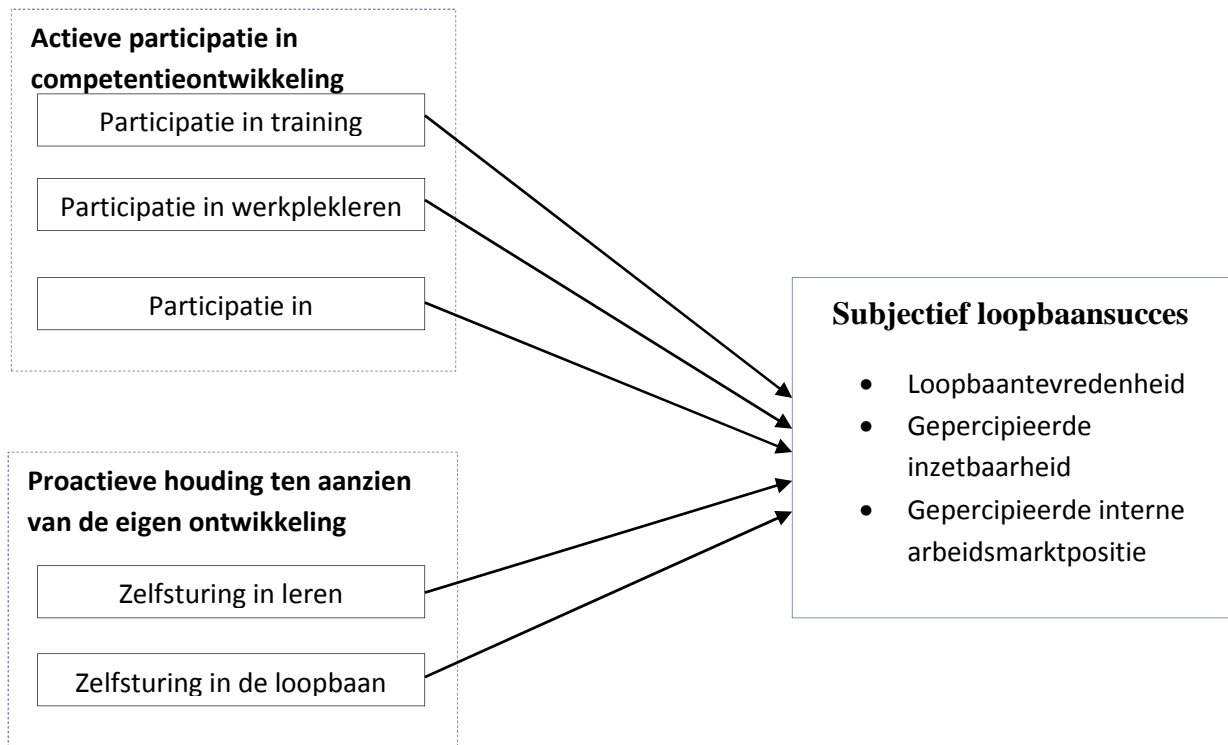 Actieve participatie in
competentieontwikkeling
Participatie in training
Participatie in werkplekleren
Participatie in
Proactieve houding ten aanzien
van de eigen ontwikkeling
Zelfsturing in leren
Zelfsturing in de loopbaan
Subjectief loopbaansucces
• Loopbaantevredenheid
• Gepercipieerde
inzetbaarheid
• Gepercipieerde interne
arbeidsmarktpositie